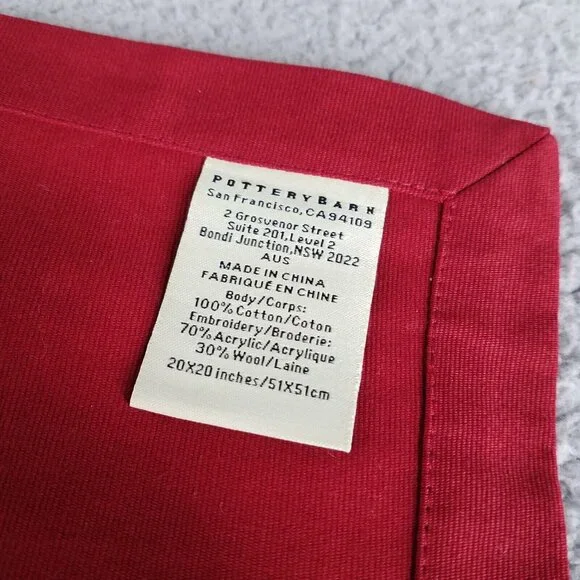 POTTERYBARN
San Francisco, CA94109
2 Grosvenor Street
Suite 201, Level 2
Bondi Junction, NSW 2022
AUS
MADE IN CHINA
FABRIQUÉ EN CHINE
Body/Corps:
100% Cotton/Coton
Embroidery/Broderie:
70% Acrylic/Acrylique
30% Wool/Laine
20X20 inches/51X51cm